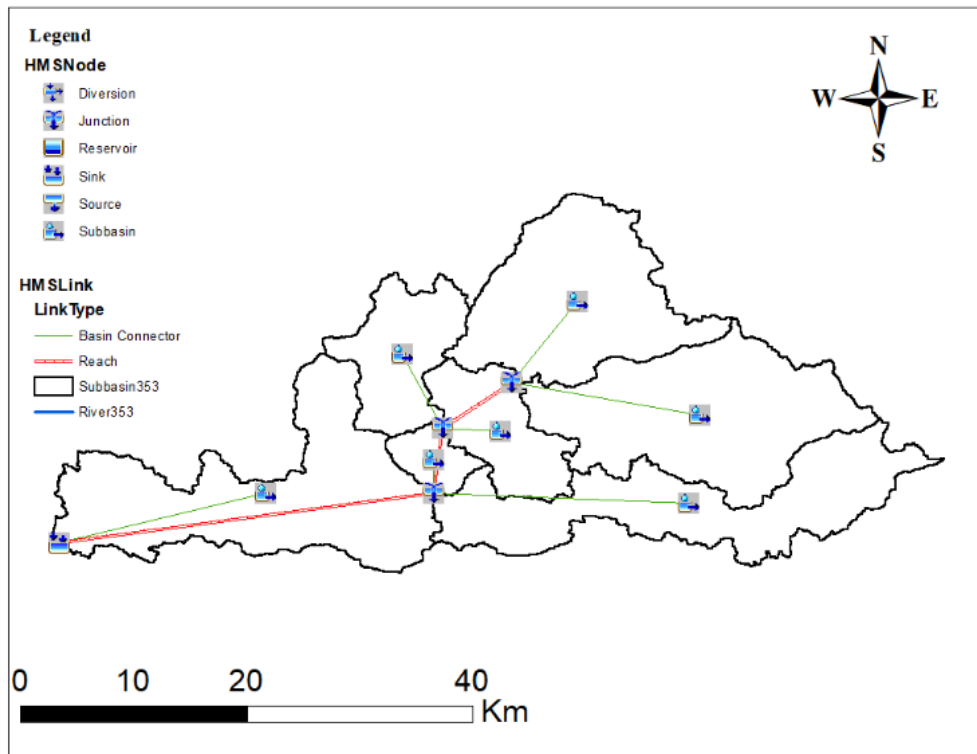 Legend
HMSNode
Diversion
Junction
Reservoir
Sink
Source
Subbasin
HMSLink
LinkType
Basin Connector
Reach
Subbasin353
River353
N
W E
S
0 10 20 40
Km